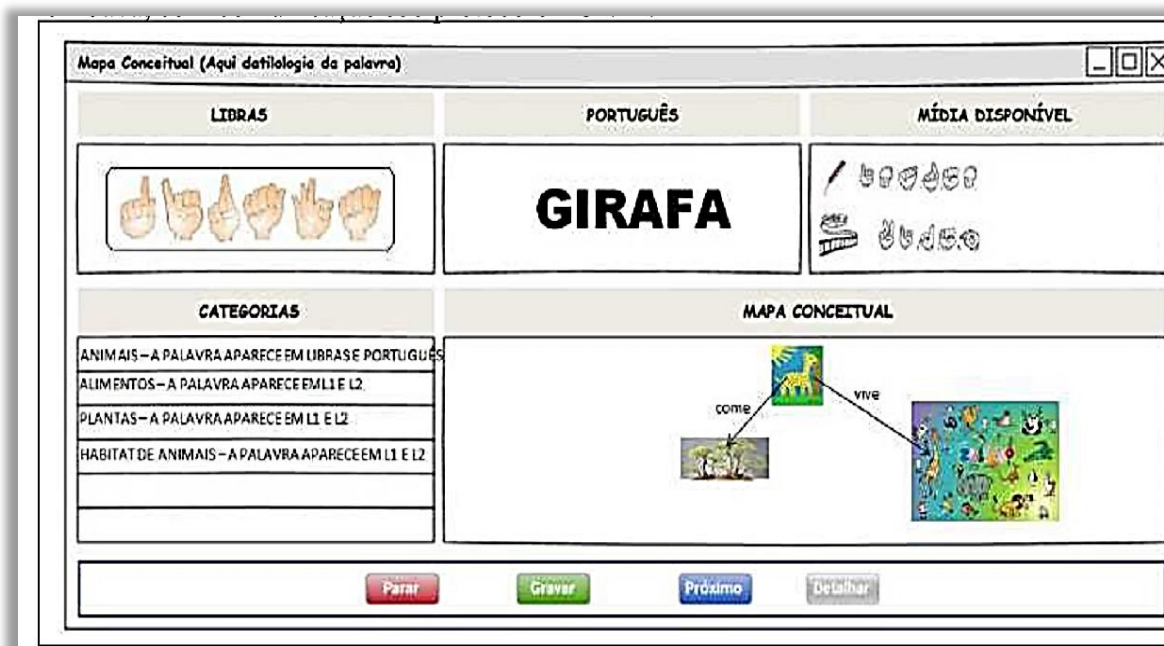 Mapa Conceitual (Aqui datilologia da palavra)
LIBRAS
PORTUGUÊS
MÍDIA DISPONÍVEL
GIRAFA
CATEGORIAS
MAPA CONCEITUAL
ANIMAIS – A PALAVRA APARECE EM LIBRAS E PORTUGUÊS
ALIMENTOS – A PALAVRA APARECE EM L1 E L2
PLANTAS – A PALAVRA APARECE EM L1 E L2
HABITAT DE ANIMAIS – A PALAVRA APARECE EM L1 E L2
come
vive
Parar
Gravar
Próximo
Detalhar